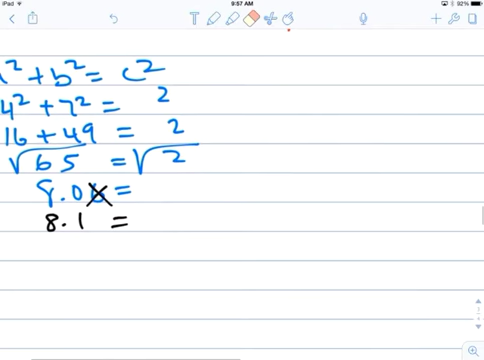 iPad 9:57 AM 92%
² + b² = c²
4² + 7² = ²
16 + 49 = ²
√65 = √²
8.06 =
8.1 =